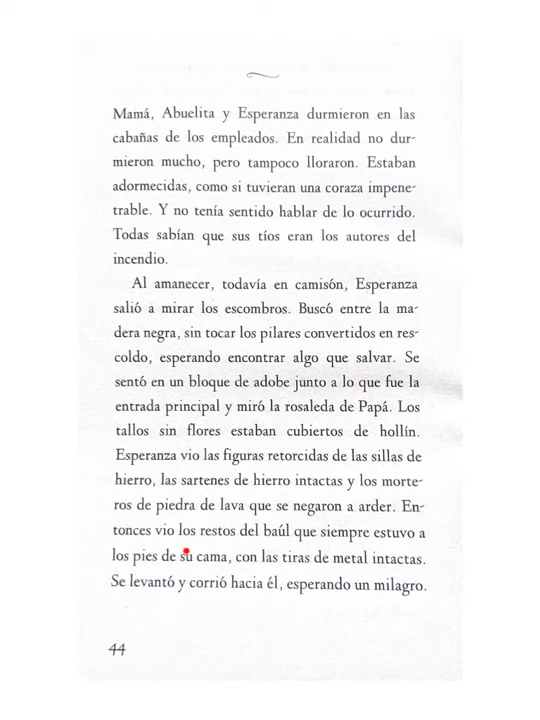 Mamá, Abuelita y Esperanza durmieron en las
cabañas de los empleados. En realidad no dur-
mieron mucho, pero tampoco lloraron. Estaban
adormecidas, como si tuvieran una coraza impene-
trable. Y no tenía sentido hablar de lo ocurrido.
Todas sabían que sus tíos eran los autores del
incendio.
Al amanecer, todavía en camisón, Esperanza
salió a mirar los escombros. Buscó entre la ma-
dera negra, sin tocar los pilares convertidos en res-
coldo, esperando encontrar algo que salvar. Se
sentó en un bloque de adobe junto a lo que fue la
entrada principal y miró la rosaleda de Papá. Los
tallos sin flores estaban cubiertos de hollín.
Esperanza vio las figuras retorcidas de las sillas de
hierro, las sartenes de hierro intactas y los morte-
ros de piedra de lava que se negaron a arder. En-
tonces vio los restos del baúl que siempre estuvo a
los pies de su cama, con las tiras de metal intactas.
Se levantó y corrió hacia él, esperando un milagro.
44